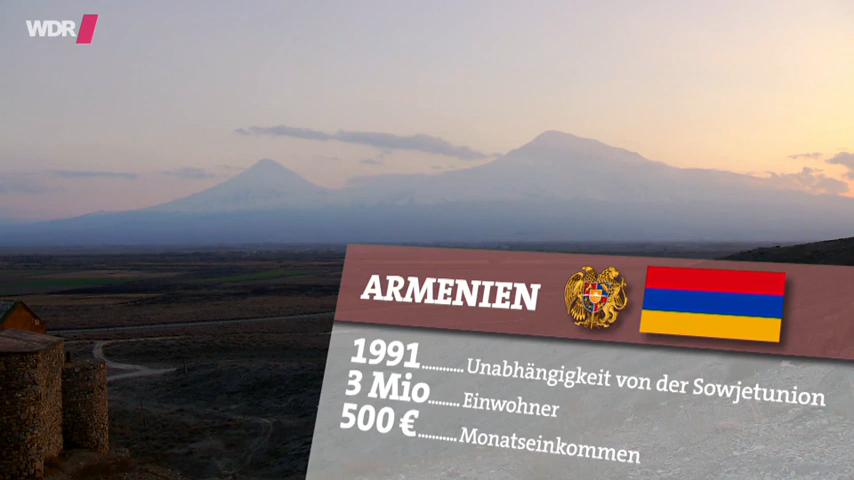 WDR
ARMENIEN
1991........... Unabhängigkeit von der Sowjetunion
3 Mio........ Einwohner
500 €.......... Monatseinkommen